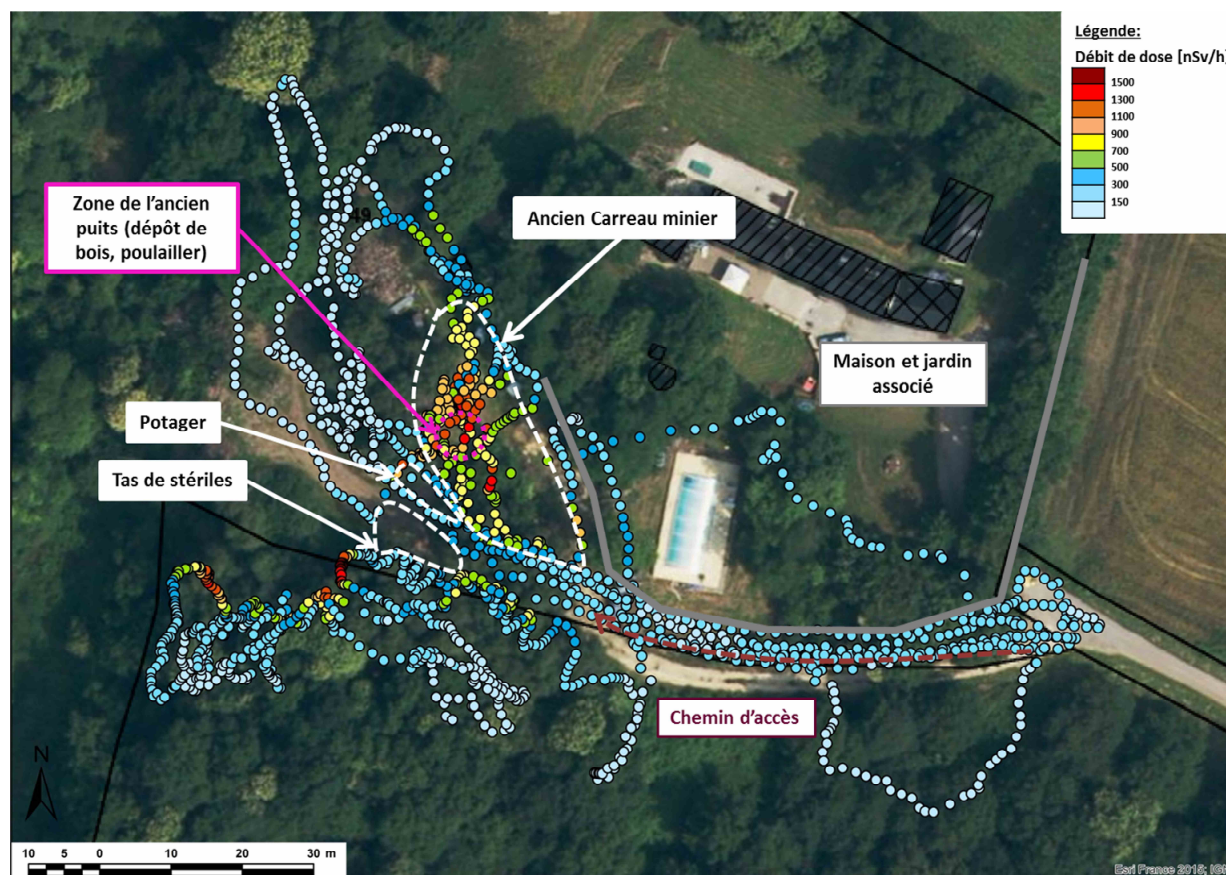 Légende:
Débit de dose [nSv/h]
1500
1300
1100
900
700
500
300
150
49
Zone de l'ancien
puits (dépôt de
bois, poulailler)
Ancien Carreau minier
Maison et jardin
associé
Potager
Tas de stériles
Chemin d'accès
N
10 5 0 10 20 30 m
Esri France 2015; IGN